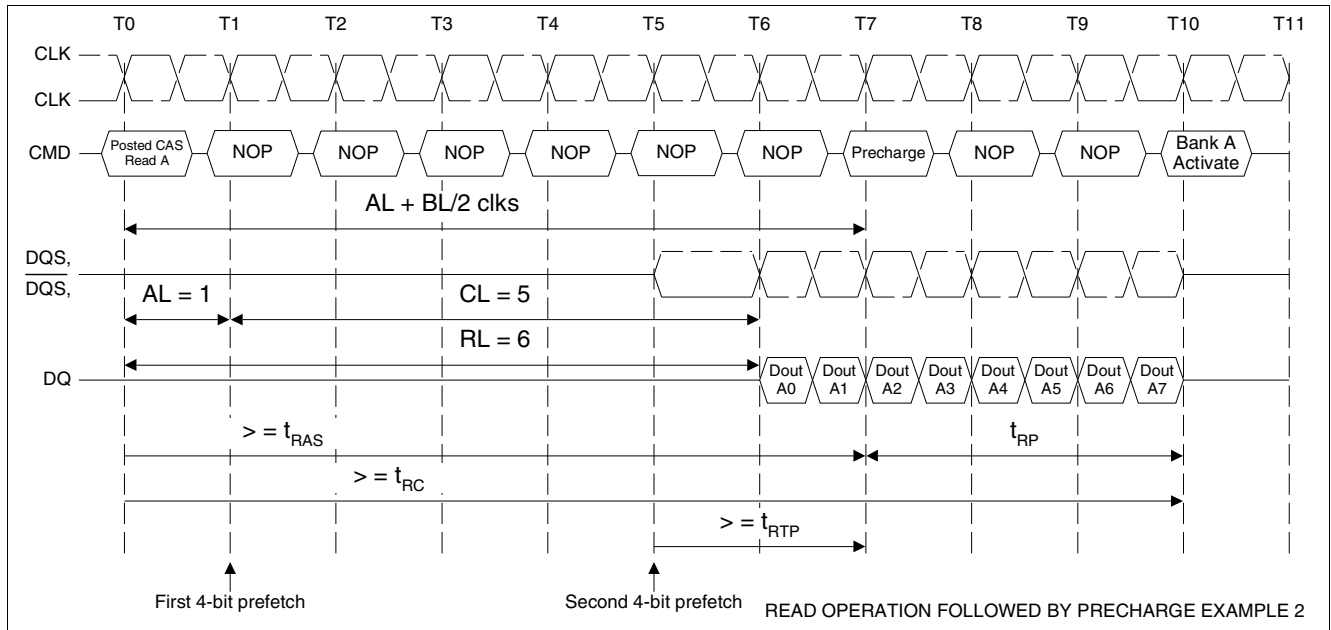 T0 T1 T2 T3 T4 T5 T6 T7 T8 T9 T10 T11
CLK
CLK
CMD
Posted CAS
Read A
NOP NOP NOP NOP NOP NOP Precharge NOP NOP
Bank A
Activate
AL + BL/2 clks
DQS,
DQS,
AL = 1
CL = 5
RL = 6
DQ
Dout
A0
Dout
A1
Dout
A2
Dout
A3
Dout
A4
Dout
A5
Dout
A6
Dout
A7
> = tRAS
tRP
> = tRC
> = tRTP
First 4-bit prefetch
Second 4-bit prefetch
READ OPERATION FOLLOWED BY PRECHARGE EXAMPLE 2